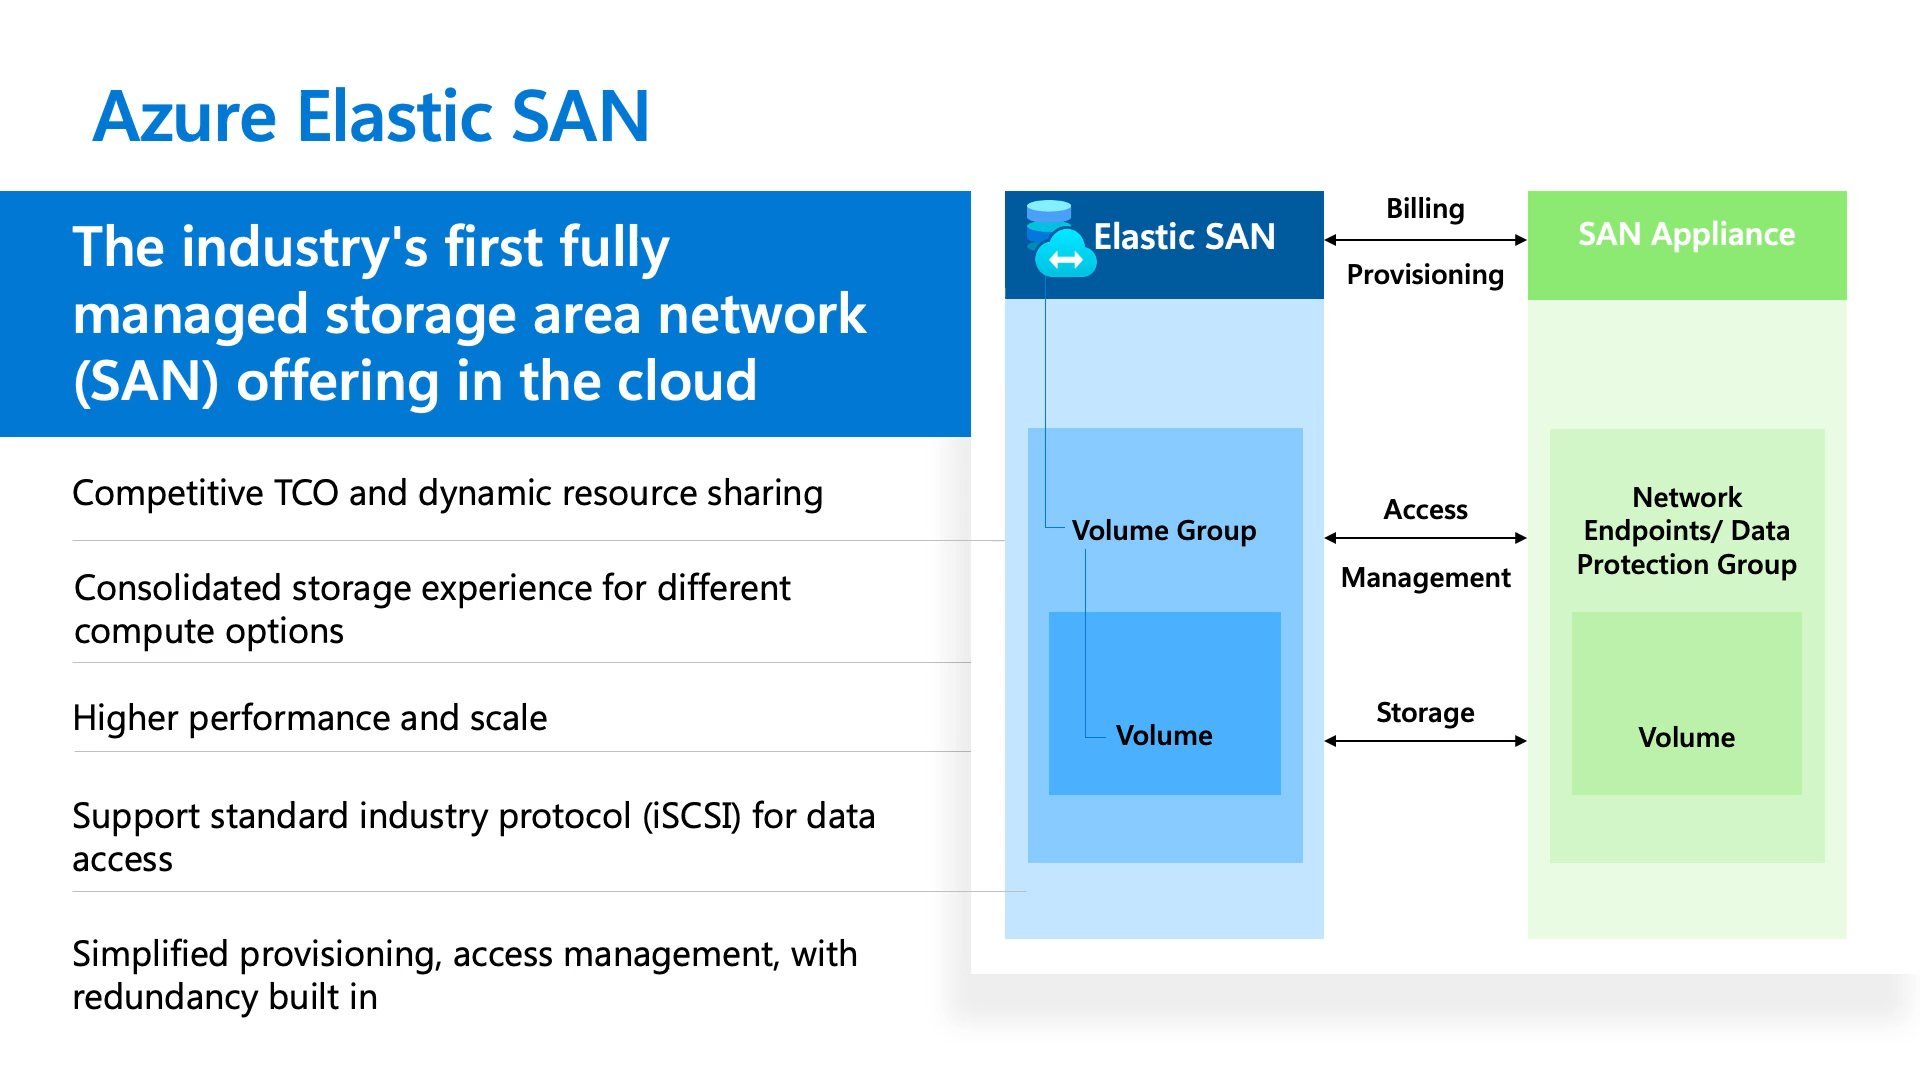 Azure Elastic SAN
The industry's first fully
managed storage area network
(SAN) offering in the cloud
Competitive TCO and dynamic resource sharing
Consolidated storage experience for different
compute options
Higher performance and scale
Support standard industry protocol (iSCSI) for data
access
Simplified provisioning, access management, with
redundancy built in
Elastic SAN
Billing
Provisioning
SAN Appliance
Volume Group
Access
Management
Network
Endpoints/ Data
Protection Group
Volume
Storage
Volume